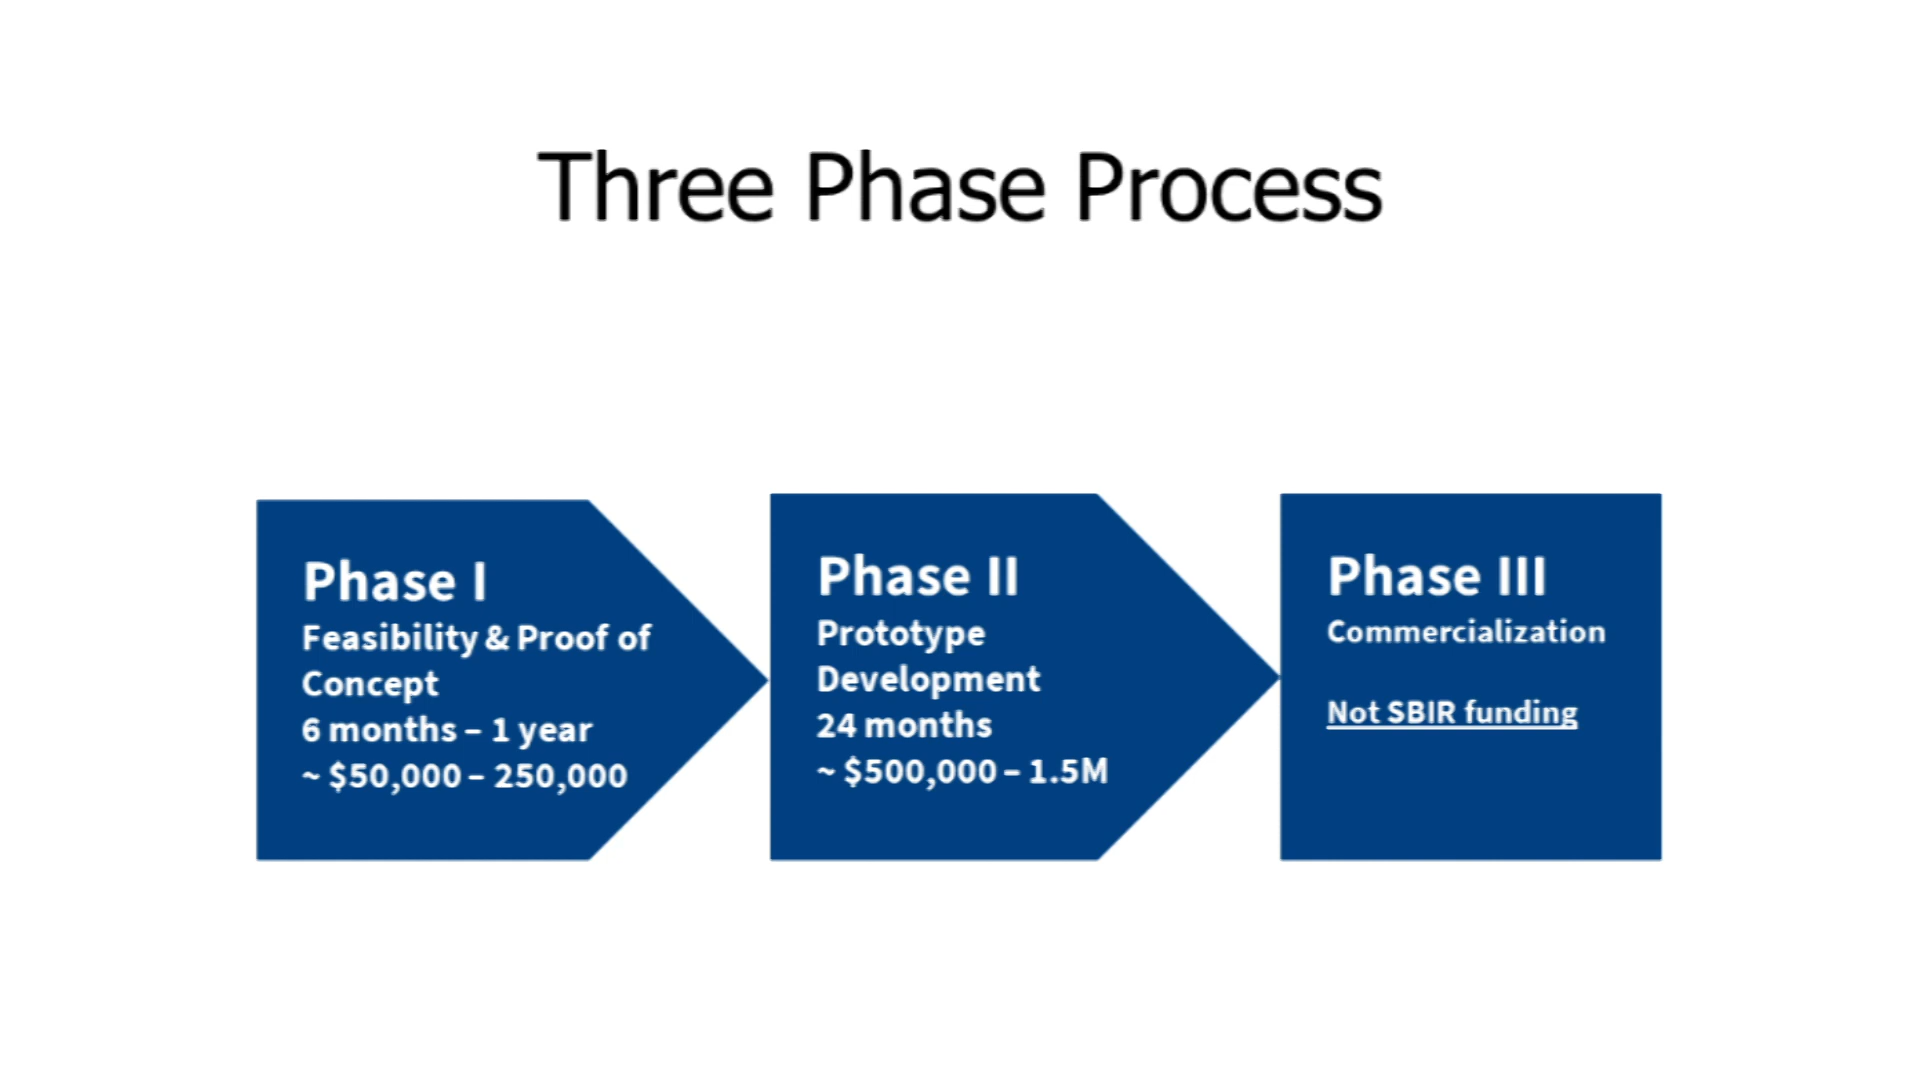 Three Phase Process
Phase I
Feasibility & Proof of
Concept
6 months – 1 year
~ $50,000 – 250,000
Phase II
Prototype
Development
24 months
~ $500,000 – 1.5M
Phase III
Commercialization
Not SBIR funding